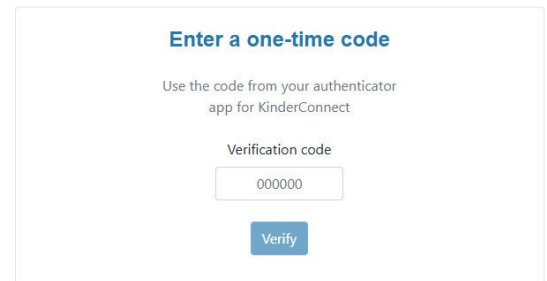 Enter a one-time code
Use the code from your authenticator
app for KinderConnect
Verification code
000000
Verify